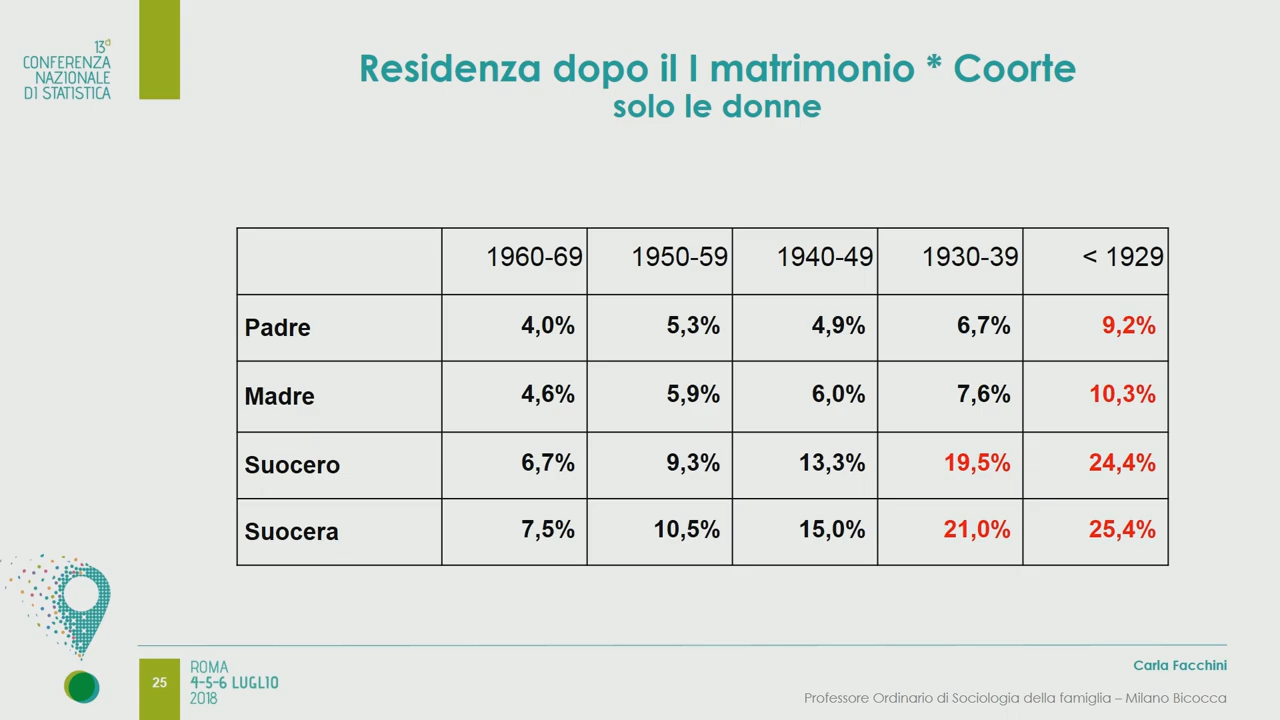 13ª
CONFERENZA
NAZIONALE
DI STATISTICA
Residenza dopo il I matrimonio * Coorte
solo le donne
1960-69 1950-59 1940-49 1930-39 < 1929
Padre 4,0% 5,3% 4,9% 6,7% 9,2%
Madre 4,6% 5,9% 6,0% 7,6% 10,3%
Suocero 6,7% 9,3% 13,3% 19,5% 24,4%
Suocera 7,5% 10,5% 15,0% 21,0% 25,4%
25
ROMA
4-5-6 LUGLIO
2018
Carla Facchini
Professore Ordinario di Sociologia della famiglia – Milano Bicocca